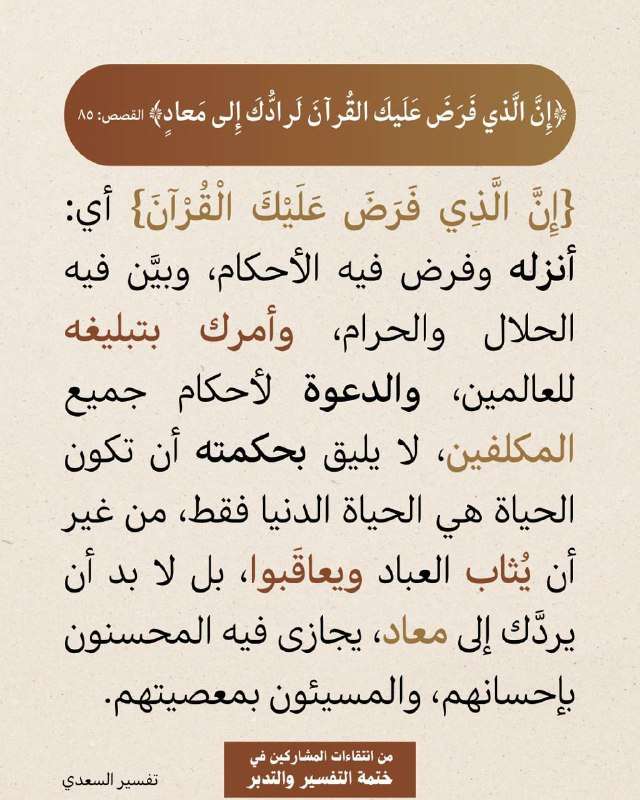 ﴿إِنَّ الَّذي فَرَضَ عَلَيكَ القُرآنَ لَرادُّكَ إِلى مَعادٍ﴾ القصص: ٨٥
{إِنَّ الَّذِي فَرَضَ عَلَيْكَ الْقُرْآنَ} أي:
أنزله وفرض فيه الأحكام، وبيَّن فيه
الحلال والحرام، وأمرك بتبليغه
للعالمين، والدعوة لأحكام جميع
المكلفين، لا يليق بحكمته أن تكون
الحياة هي الحياة الدنيا فقط، من غير
أن يُثاب العباد ويعاقَبوا، بل لا بد أن
يردَّك إلى معاد، يجازى فيه المحسنون
بإحسانهم، والمسيئون بمعصيتهم.
من انتقاءات المشاركين في
ختمة التفسير والتدبر
تفسير السعدي